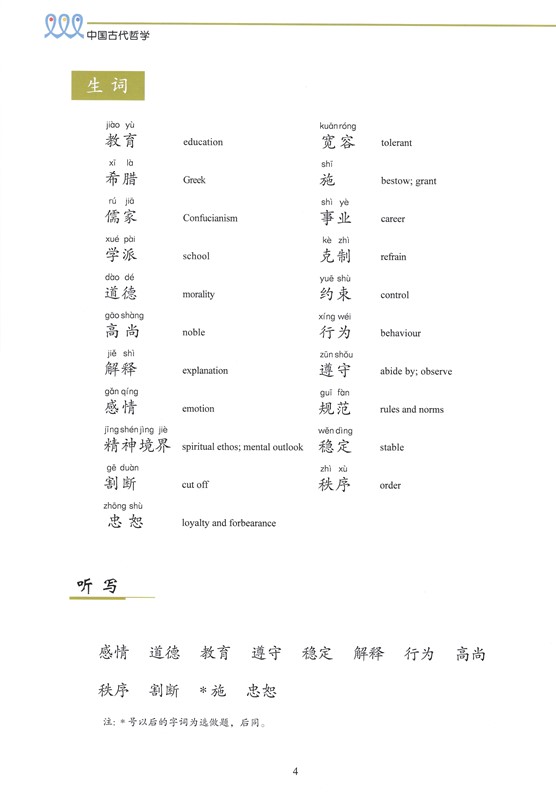 中国古代哲学
生词
jiào yù
教育 education
xī là
希腊 Greek
rú jiā
儒家 Confucianism
xué pài
学派 school
dào dé
道德 morality
gāo shàng
高尚 noble
jiě shì
解释 explanation
gǎn qíng
感情 emotion
jīng shén jìng jiè
精神境界 spiritual ethos; mental outlook
gē duàn
割断 cut off
zhōng shù
忠恕 loyalty and forbearance
kuān róng
宽容 tolerant
shī
施 bestow; grant
shì yè
事业 career
kè zhì
克制 refrain
yuē shù
约束 control
xíng wéi
行为 behaviour
zūn shǒu
遵守 abide by; observe
guī fàn
规范 rules and norms
wěn dìng
稳定 stable
zhì xù
秩序 order
听写
感情 道德 教育 遵守 稳定 解释 行为 高尚
秩序 割断 *施 忠恕
注: *号以后的字词为选做题，后同。
4